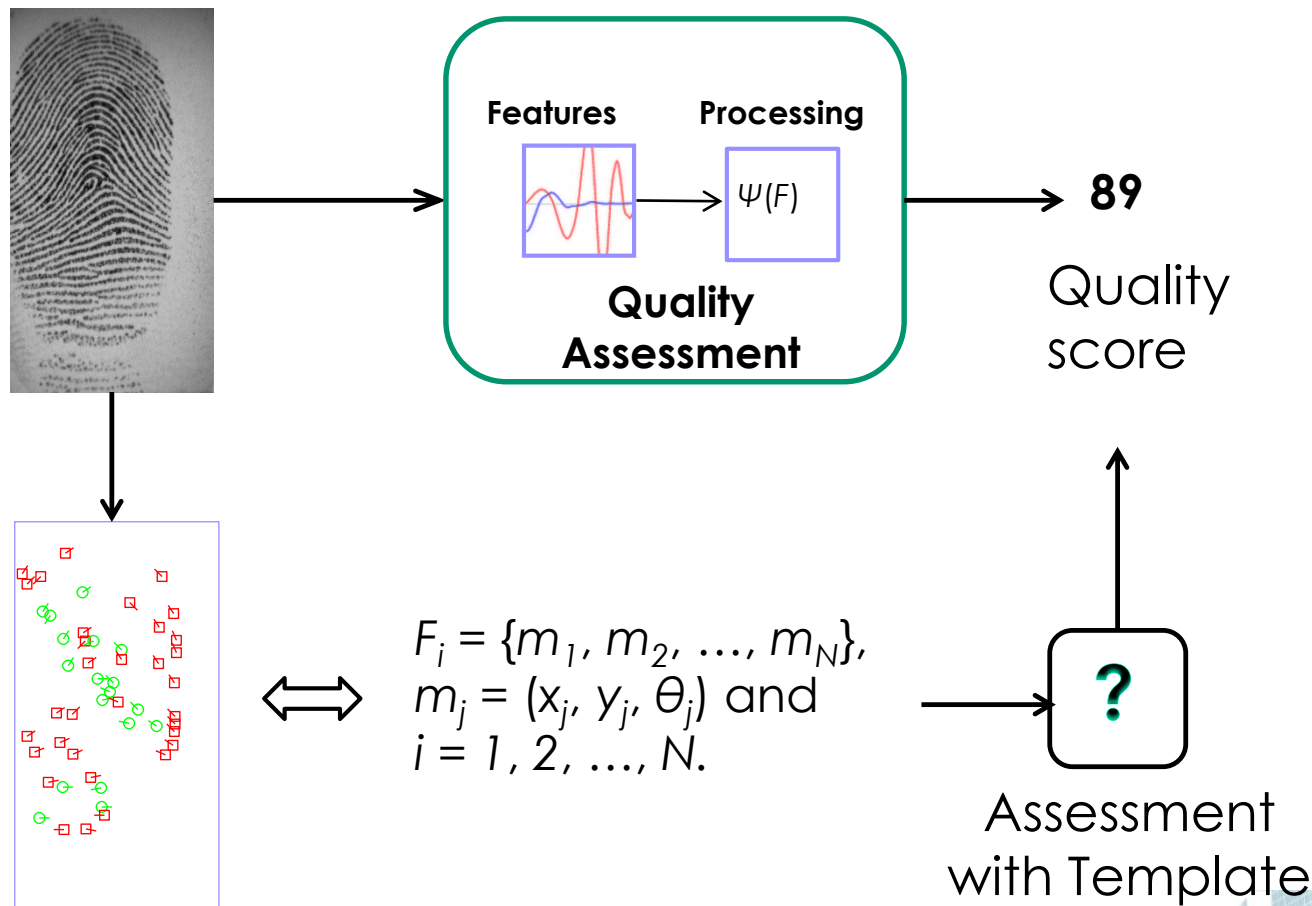 Features
Processing
Ψ(F)
Quality
Assessment
89
Quality
score
F_i = {m_1, m_2, ..., m_N},
m_j = (x_j, y_j, θ_j) and
i = 1, 2, ..., N.
?
Assessment
with Template